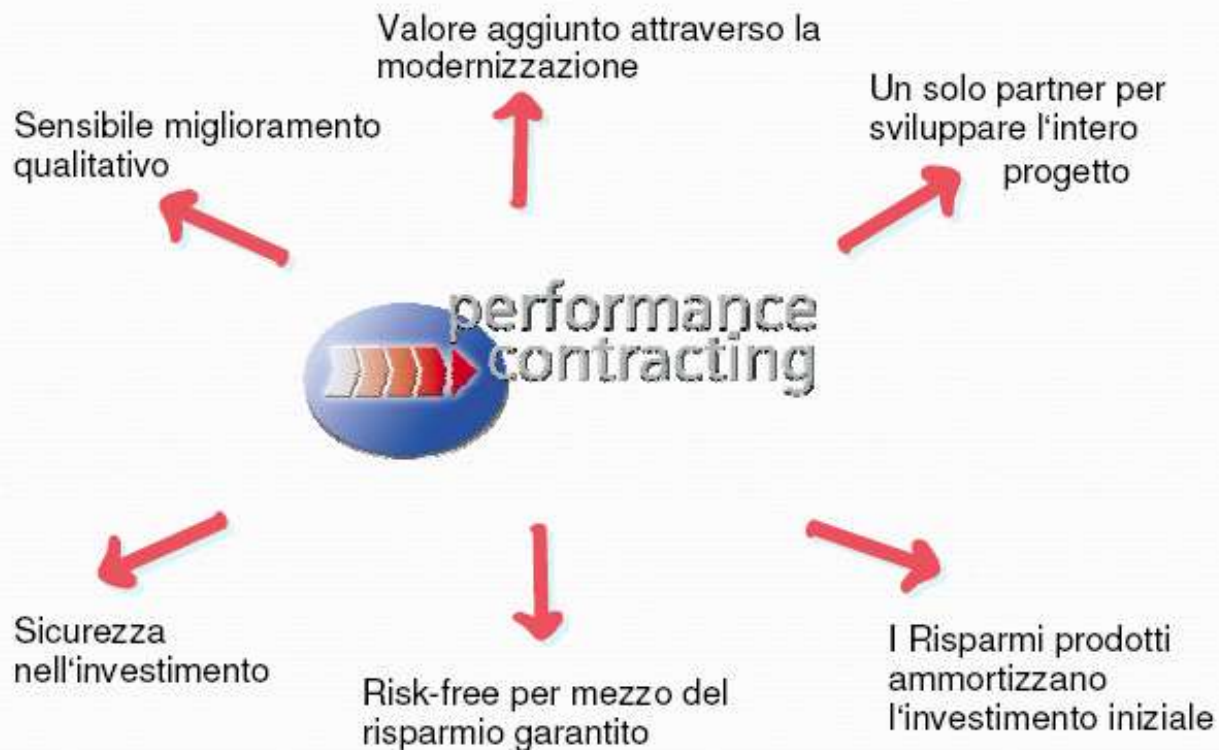 Valore aggiunto attraverso la
modernizzazione
Sensibile miglioramento
qualitativo
Un solo partner per
sviluppare l'intero
progetto
performance
contracting
Sicurezza
nell'investimento
Risk-free per mezzo del
risparmio garantito
I Risparmi prodotti
ammortizzano
l'investimento iniziale